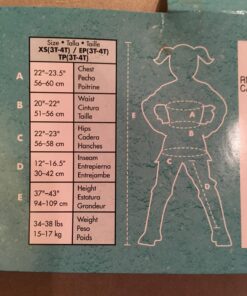 Size • Talla • Taille
XS(3T-4T) / EP(3T-4T)
TP(3T-4T)
A
22"–23.5"
56–60 cm
Chest
Pecho
Poitrine
B
20"–22"
51–56 cm
Waist
Cintura
Taille
C
22"–23"
56–58 cm
Hips
Cadera
Hanches
D
12"–16.5"
30–42 cm
Inseam
Entrepierna
Entrejambe
E
37"–43"
94–109 cm
Height
Estatura
Grandeur
34–38 lbs
15–17 kg
Weight
Peso
Poids
A
B
C
D
E